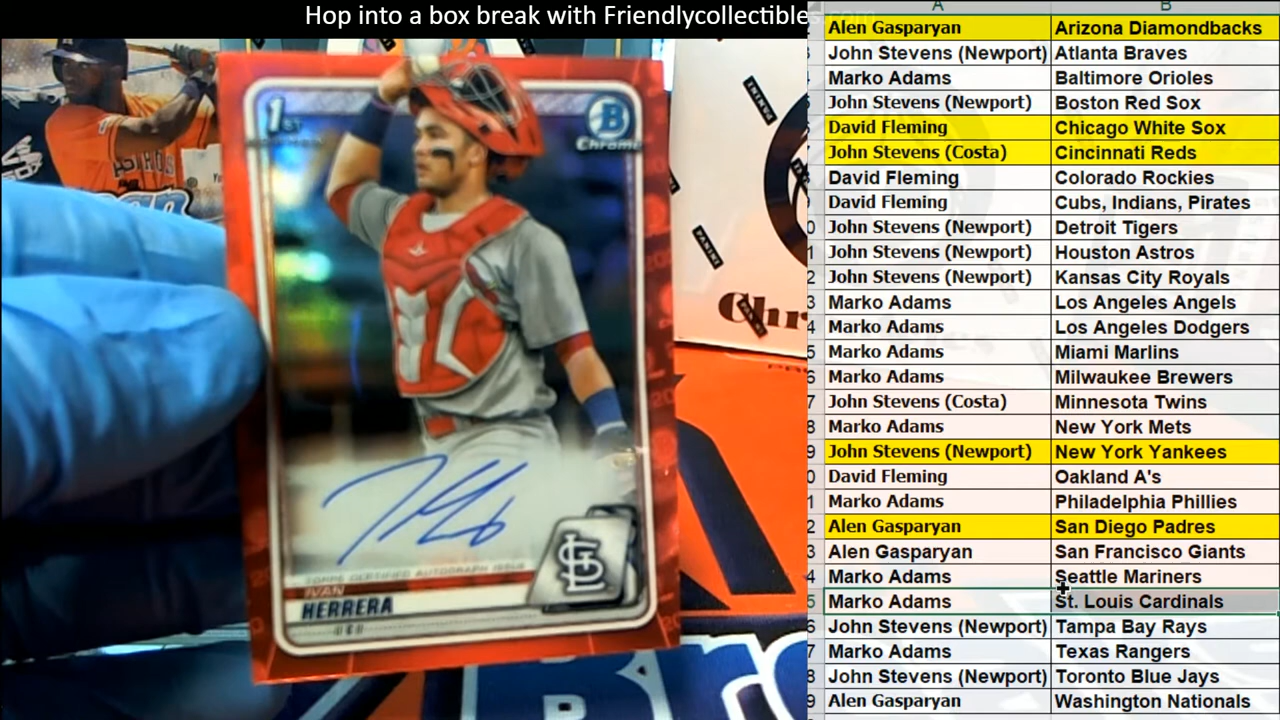 Hop into a box break with Friendlycollectibles.com
A B
Alen Gasparyan Arizona Diamondbacks
John Stevens (Newport) Atlanta Braves
Marko Adams Baltimore Orioles
John Stevens (Newport) Boston Red Sox
David Fleming Chicago White Sox
John Stevens (Costa) Cincinnati Reds
David Fleming Colorado Rockies
David Fleming Cubs, Indians, Pirates
John Stevens (Newport) Detroit Tigers
John Stevens (Newport) Houston Astros
John Stevens (Newport) Kansas City Royals
Marko Adams Los Angeles Angels
Marko Adams Los Angeles Dodgers
Marko Adams Miami Marlins
Marko Adams Milwaukee Brewers
John Stevens (Costa) Minnesota Twins
Marko Adams New York Mets
John Stevens (Newport) New York Yankees
David Fleming Oakland A's
Marko Adams Philadelphia Phillies
Alen Gasparyan San Diego Padres
Alen Gasparyan San Francisco Giants
Marko Adams Seattle Mariners
Marko Adams St. Louis Cardinals
John Stevens (Newport) Tampa Bay Rays
Marko Adams Texas Rangers
John Stevens (Newport) Toronto Blue Jays
Alen Gasparyan Washington Nationals
1ST
B
Chrome
TOPPS CERTIFIED AUTOGRAPH ISSUE
IVAN
HERRERA
PANINI
PANINI